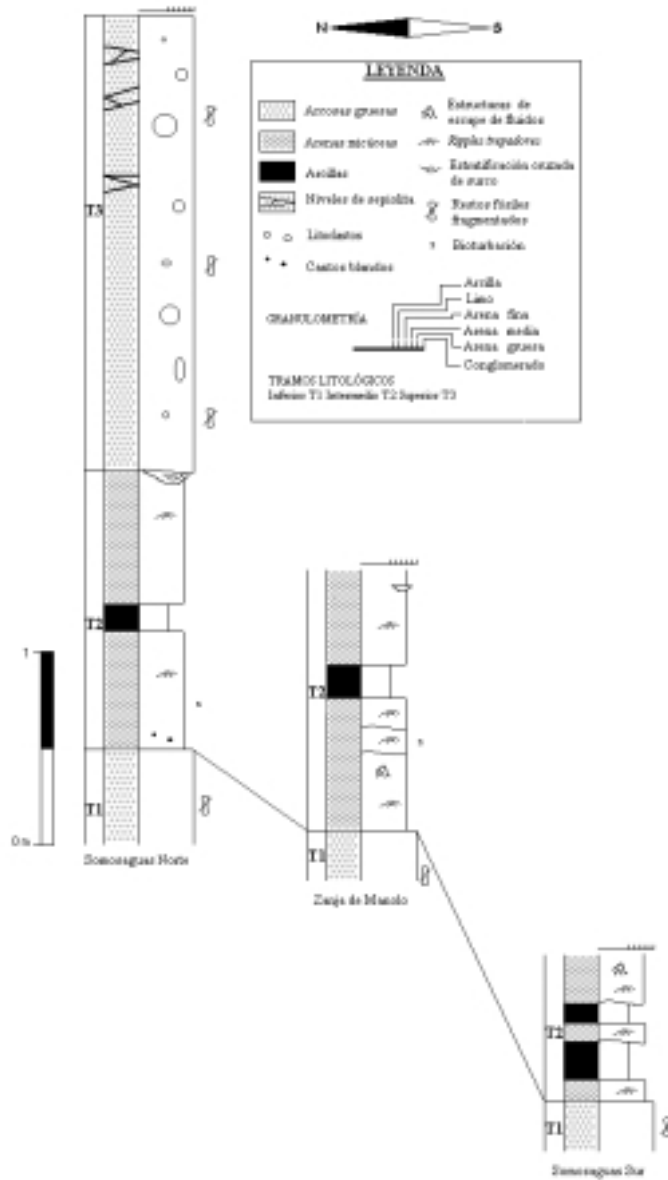 N S
LEYENDA
Arcosas gruesas
Arenas micáceas
Arcillas
Niveles de sepiolita
Litoclastos
Cantos blandos
Estructuras de
escape de fluidos
Ripples trepadores
Estratificación cruzada
de surco
Restos fósiles
fragmentados
Bioturbación
GRANULOMETRÍA
Arcilla
Limo
Arena fina
Arena media
Arena gruesa
Conglomerado
TRAMOS LITOLÓGICOS
Inferior T1 Intermedio T2 Superior T3
T3
T2
T1
1
0 m
Somosaguas Norte
T2
T1
Zanja de Manolo
T2
T1
Somosaguas Sur